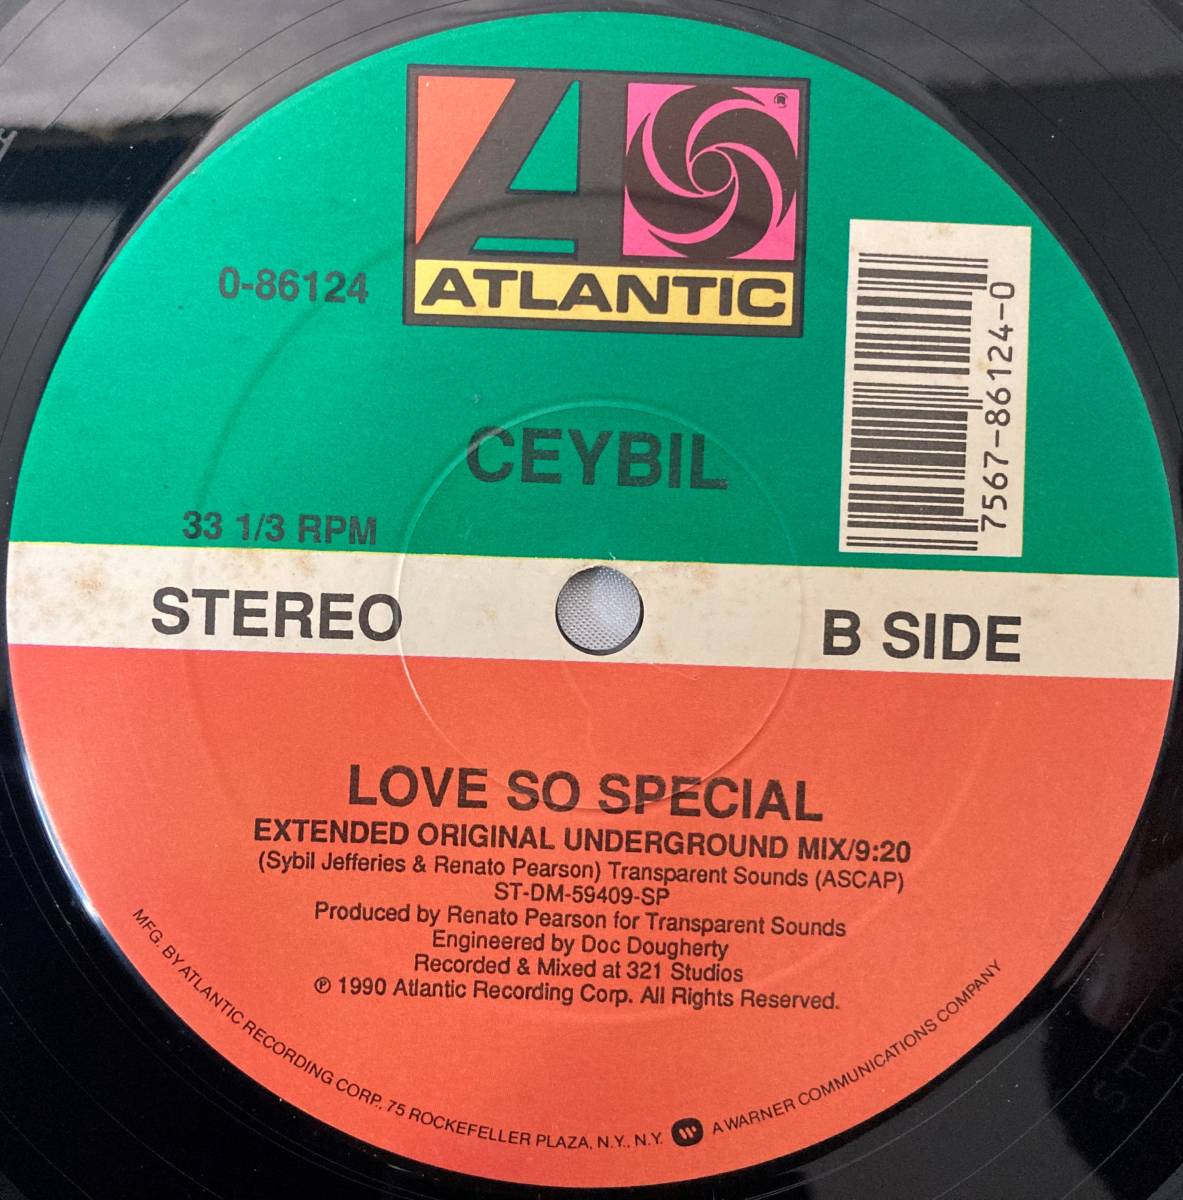 ATLANTIC
®
0-86124
7567-86124-0
CEYBIL
33 1/3 RPM
STEREO
B SIDE
LOVE SO SPECIAL
EXTENDED ORIGINAL UNDERGROUND MIX/9:20
(Sybil Jefferies & Renato Pearson) Transparent Sounds (ASCAP)
ST-DM-59409-SP
Produced by Renato Pearson for Transparent Sounds
Engineered by Doc Dougherty
Recorded & Mixed at 321 Studios
℗ 1990 Atlantic Recording Corp. All Rights Reserved.
MFG. BY ATLANTIC RECORDING CORP., 75 ROCKEFELLER PLAZA, N.Y., N.Y. A WARNER COMMUNICATIONS COMPANY